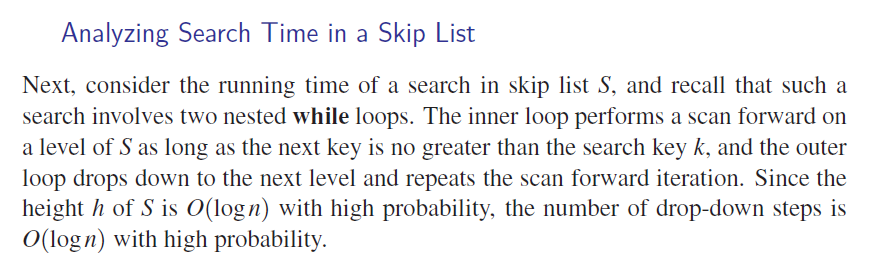 Analyzing Search Time in a Skip List
Next, consider the running time of a search in skip list S, and recall that such a
search involves two nested while loops. The inner loop performs a scan forward on
a level of S as long as the next key is no greater than the search key k, and the outer
loop drops down to the next level and repeats the scan forward iteration. Since the
height h of S is O(log n) with high probability, the number of drop-down steps is
O(log n) with high probability.